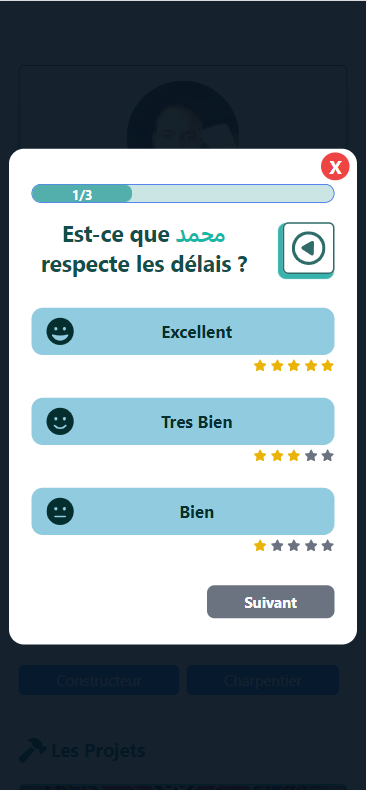 X
1/3
Est-ce que محمد
respecte les délais ?
Excellent
Tres Bien
Bien
Suivant
Constructeur
Charpentier
Les Projets